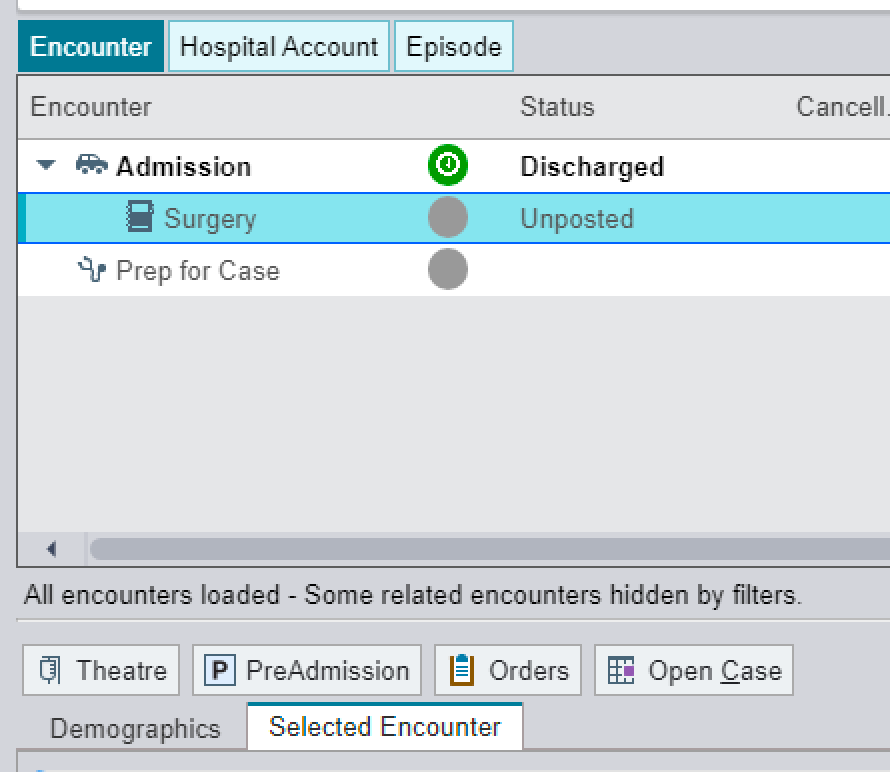 Encounter Hospital Account Episode
Encounter Status Cancell.
Admission Discharged
Surgery Unposted
Prep for Case
All encounters loaded - Some related encounters hidden by filters.
Theatre P PreAdmission Orders Open Case
Demographics Selected Encounter